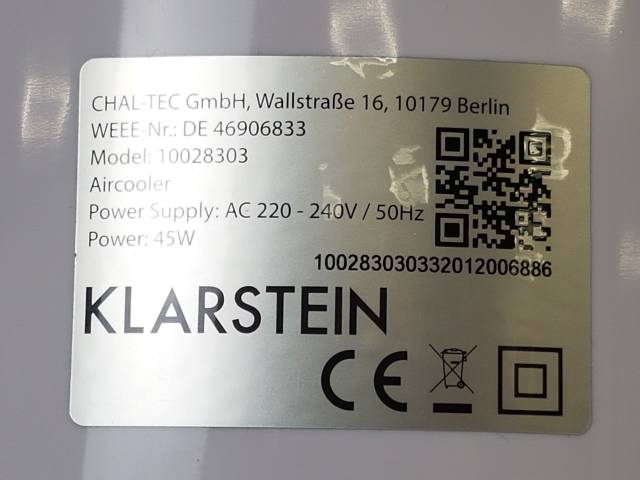 CHAL-TEC GmbH, Wallstraße 16, 10179 Berlin
WEEE-Nr.: DE 46906833
Model: 10028303
Aircooler
Power Supply: AC 220 - 240V / 50Hz
Power: 45W
100283030332012006886
KLARSTEIN
CE